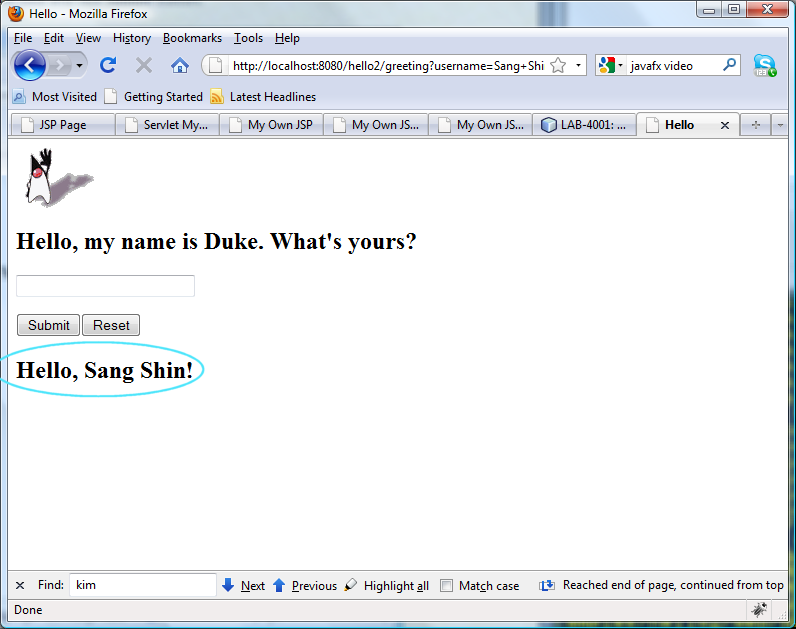 Hello - Mozilla Firefox
File Edit View History Bookmarks Tools Help
http://localhost:8080/hello2/greeting?username=Sang+Shi
javafx video
Most Visited Getting Started Latest Headlines
JSP Page Servlet My... My Own JSP My Own JS... My Own JS... LAB-4001: ... Hello
Hello, my name is Duke. What's yours?
Submit Reset
Hello, Sang Shin!
Find: kim Next Previous Highlight all Match case Reached end of page, continued from top
Done